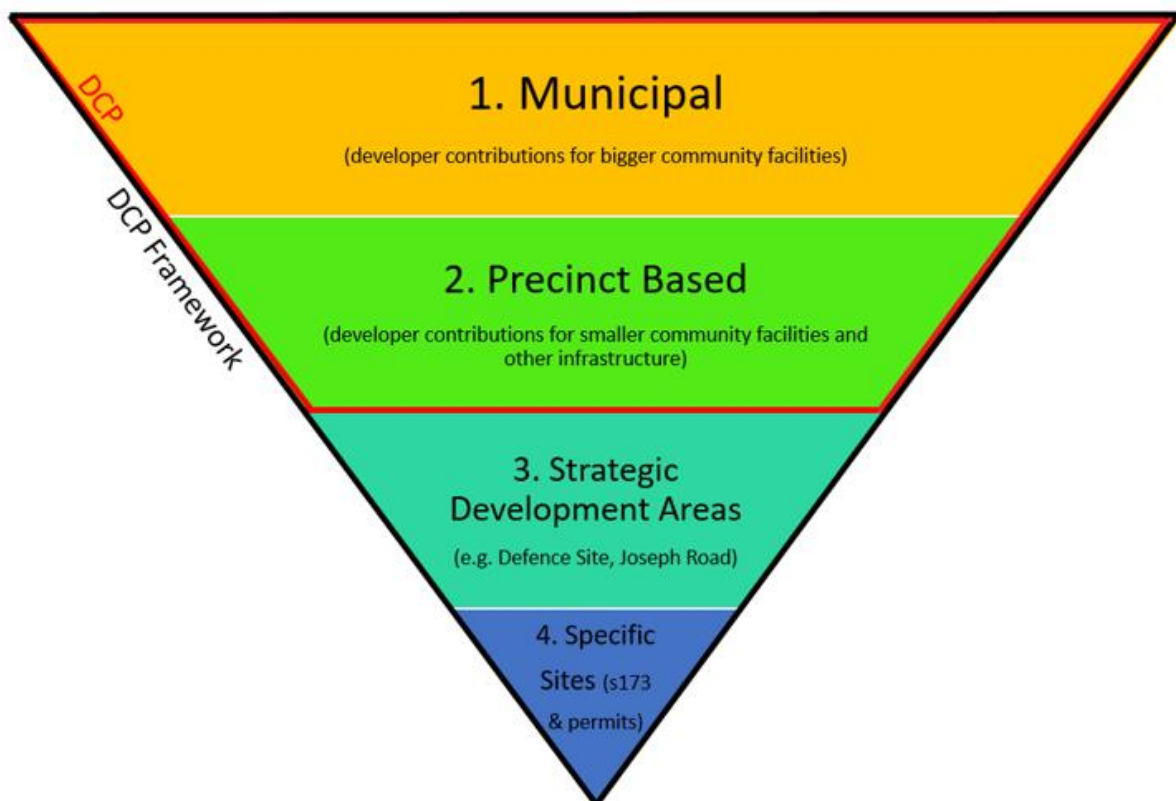 1. Municipal
(developer contributions for bigger community facilities)
DCP
DCP Framework
2. Precinct Based
(developer contributions for smaller community facilities and
other infrastructure)
3. Strategic
Development Areas
(e.g. Defence Site, Joseph Road)
4. Specific
Sites (s173
& permits)